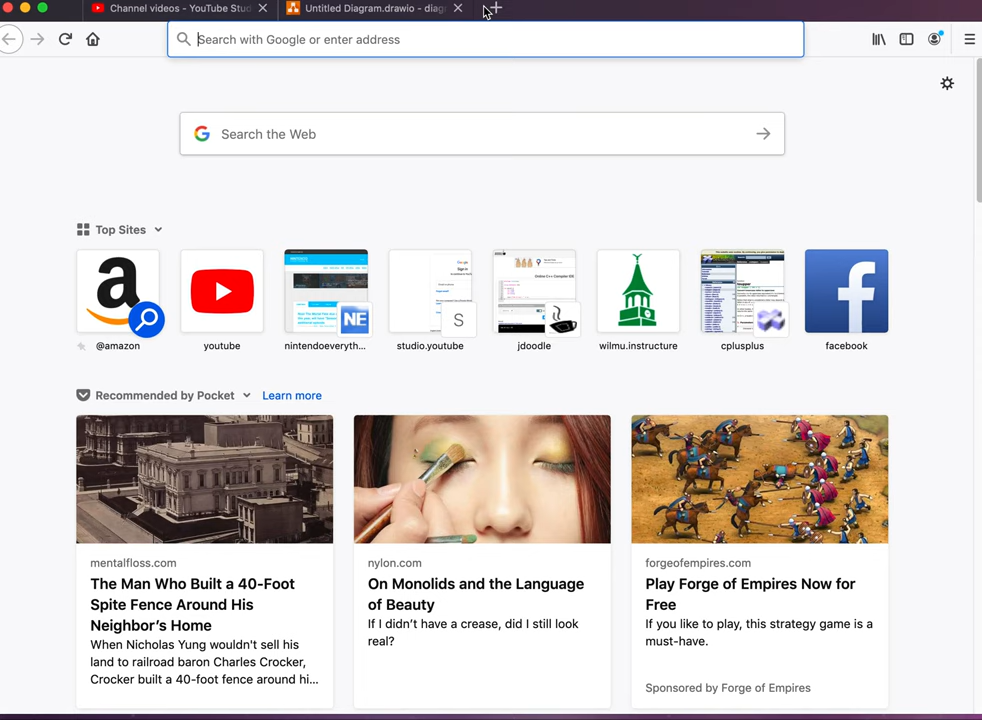 Channel videos - YouTube Stud
Untitled Diagram.drawio - diag
Search with Google or enter address
Search the Web
Top Sites
@amazon
youtube
NE
nintendoeveryth...
S
studio.youtube
jdoodle
wilmu.instructure
cplusplus
facebook
Recommended by Pocket
Learn more
mentalfloss.com
The Man Who Built a 40-Foot
Spite Fence Around His
Neighbor's Home
When Nicholas Yung wouldn't sell his
land to railroad baron Charles Crocker,
Crocker built a 40-foot fence around hi...
nylon.com
On Monolids and the Language
of Beauty
If I didn't have a crease, did I still look
real?
forgeofempires.com
Play Forge of Empires Now for
Free
If you like to play, this strategy game is a
must-have.
Sponsored by Forge of Empires